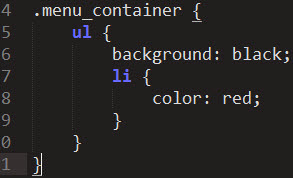 4 .menu_container {
5     ul {
6         background: black;
7         li {
8             color: red;
9         }
0     }
1 }